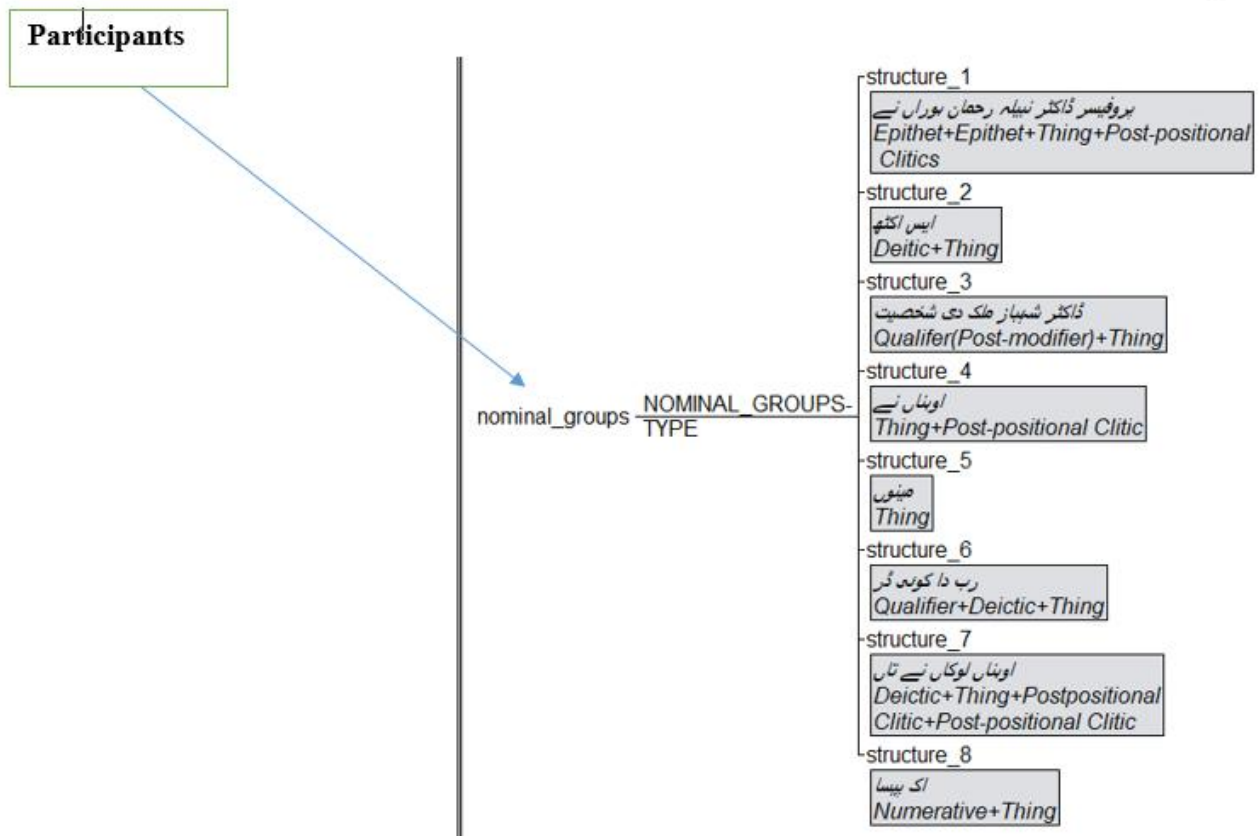 Participants
structure_1
پروفیسر ڈاکٹر نبیلہ رحمان ہوراں نے
Epithet+Epithet+Thing+Post-positional
Clitics
structure_2
ایس اکٹھ
Deitic+Thing
structure_3
ڈاکٹر شہباز ملک دی شخصیت
Qualifer(Post-modifier)+Thing
structure_4
اوہناں نے
Thing+Post-positional Clitic
nominal_groups NOMINAL_GROUPS-
TYPE
structure_5
مینوں
Thing
structure_6
رب دا کوئی ڈر
Qualifier+Deictic+Thing
structure_7
اوہناں لوکاں نے تاں
Deictic+Thing+Postpositional
Clitic+Post-positional Clitic
structure_8
اک پیسا
Numerative+Thing